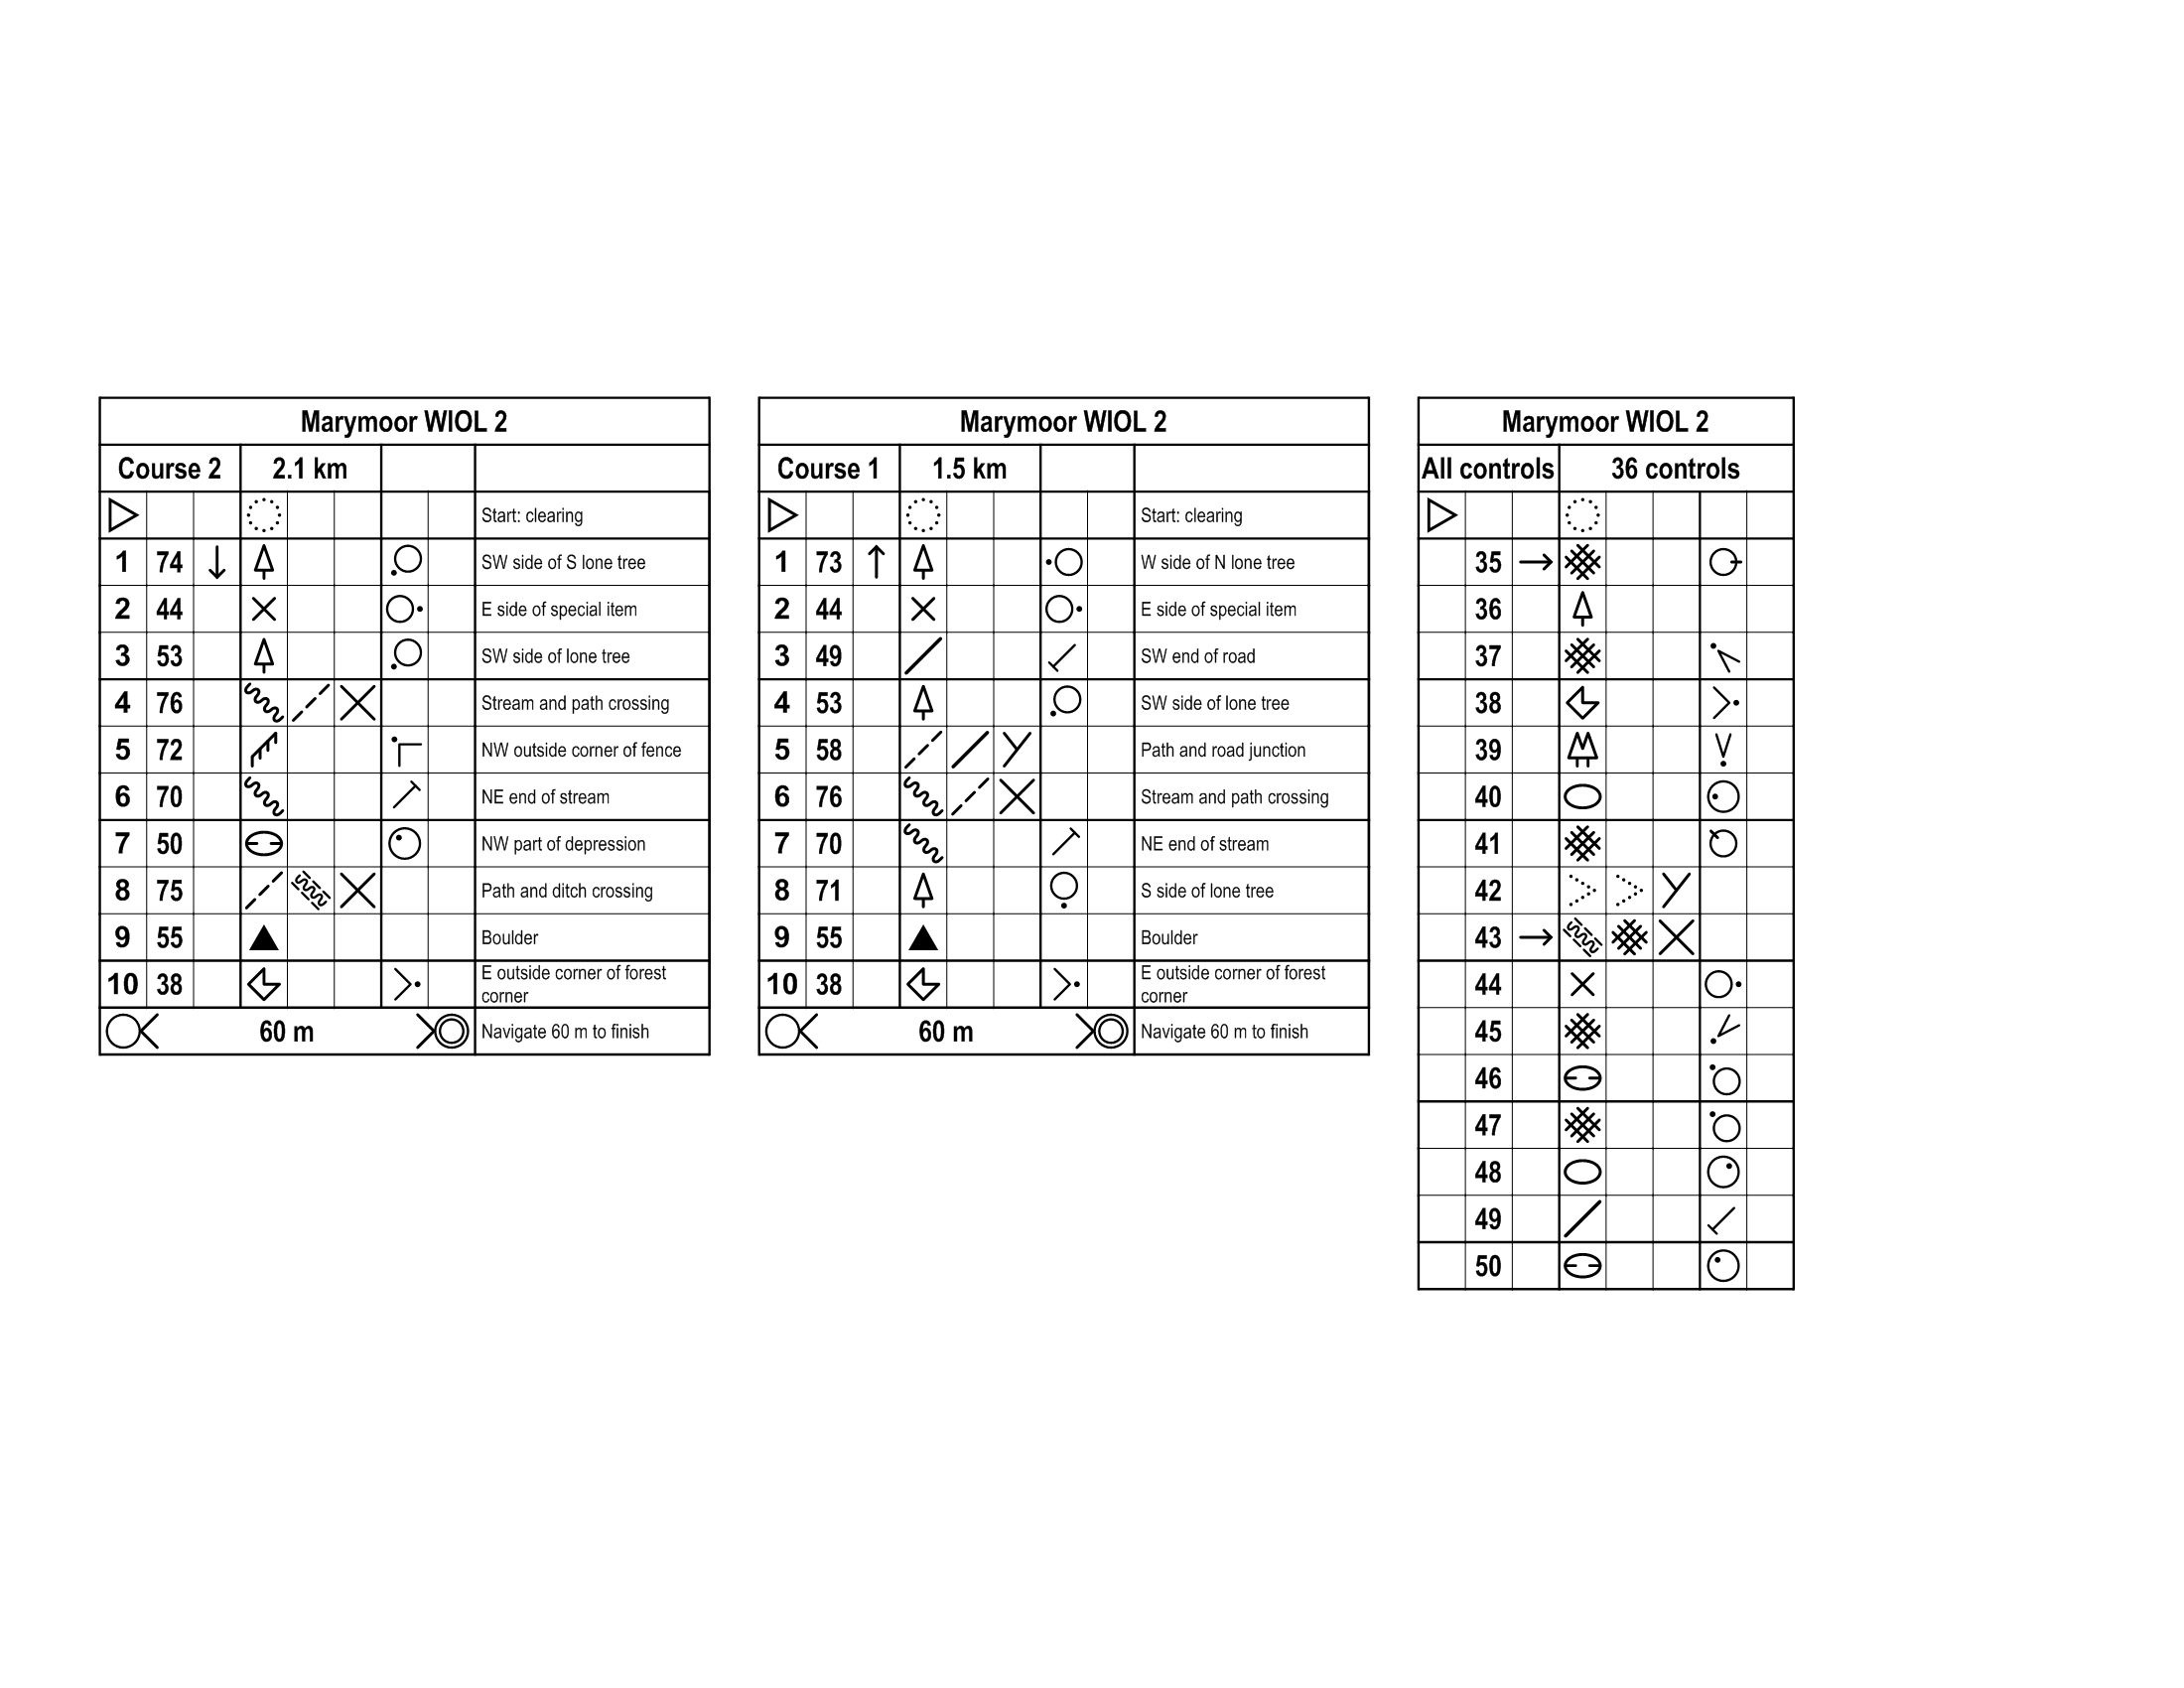 Marymoor WIOL 2
Course 2 2.1 km
Start: clearing
1 74 SW side of S lone tree
2 44 E side of special item
3 53 SW side of lone tree
4 76 Stream and path crossing
5 72 NW outside corner of fence
6 70 NE end of stream
7 50 NW part of depression
8 75 Path and ditch crossing
9 55 Boulder
10 38 E outside corner of forest
corner
60 m Navigate 60 m to finish
Marymoor WIOL 2
Course 1 1.5 km
Start: clearing
1 73 W side of N lone tree
2 44 E side of special item
3 49 SW end of road
4 53 SW side of lone tree
5 58 Path and road junction
6 76 Stream and path crossing
7 70 NE end of stream
8 71 S side of lone tree
9 55 Boulder
10 38 E outside corner of forest
corner
60 m Navigate 60 m to finish
Marymoor WIOL 2
All controls 36 controls
35
36
37
38
39
40
41
42
43
44
45
46
47
48
49
50